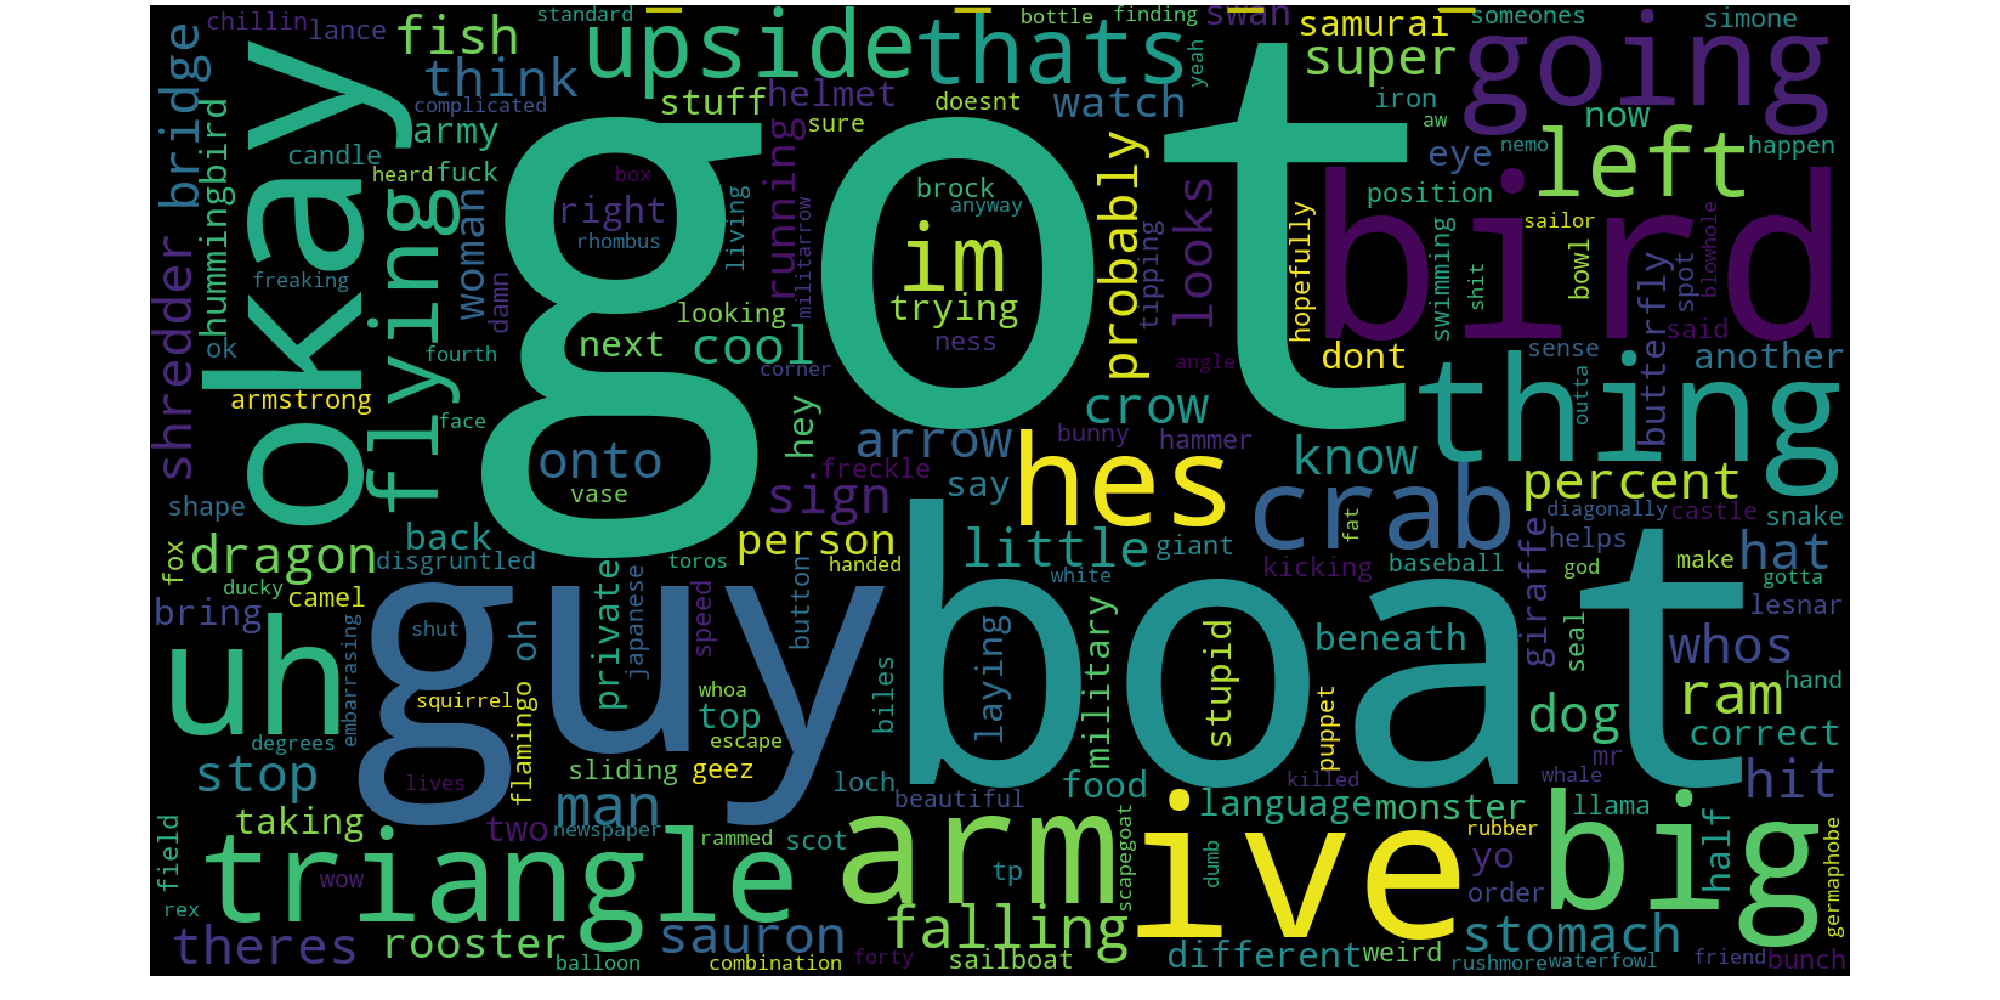 chillin
lance
standard
bottle
finding
swan
samurai
someones
simone
fish
upside
thats
super
going
okay
think
stuff
helmet
yeah
doesnt
watch
iron
now
bridge
complicated
army
sure
aw
left
nemo
happen
hummingbird
candle
heard
fuck
got
box
running
brock
anyway
im
trying
probably
eye
position
bird
shredder
freaking
flying
woman
damn
right
rhombus
living
militarrow
looks
tipping
hopefully
swimming
shit
sailor
bowl
butterfly
spot
blowhole
said
ok
fourth
next
looking
cool
ness
corner
angle
dont
sense
another
armstrong
face
onto
vase
hey
arrow
freckle
crow
bunny
hammer
know
thing
outta
percent
shape
back
sign
say
hes
crab
diagonally
castle
snake
fox
dragon
disgruntled
toros
person
handed
little
giant
fat
kicking
baseball
giraffe
helps
hat
god
make
gotta
ducky
camel
bring
uh
shut
guy
oh
private
japanese
speed
button
white
boat
laying
military
stupid
beneath
seal
lesnar
whos
embarrasing
squirrel
flamingo
whoa
top
biles
puppet
dog
ram
hand
correct
degrees
stop
lives
escape
sliding
geez
loch
food
killed
whale
mr
hit
man
newspaper
beautiful
language
monster
llama
taking
two
rammed
scot
arm
scapegoat
ive
rubber
big
half
field
wow
triangle
tp
dumb
yo
order
germaphobe
rex
theres
rooster
balloon
sauron
combination
forty
falling
sailboat
different
weird
stomach
rushmore
waterfowl
friend
bunch